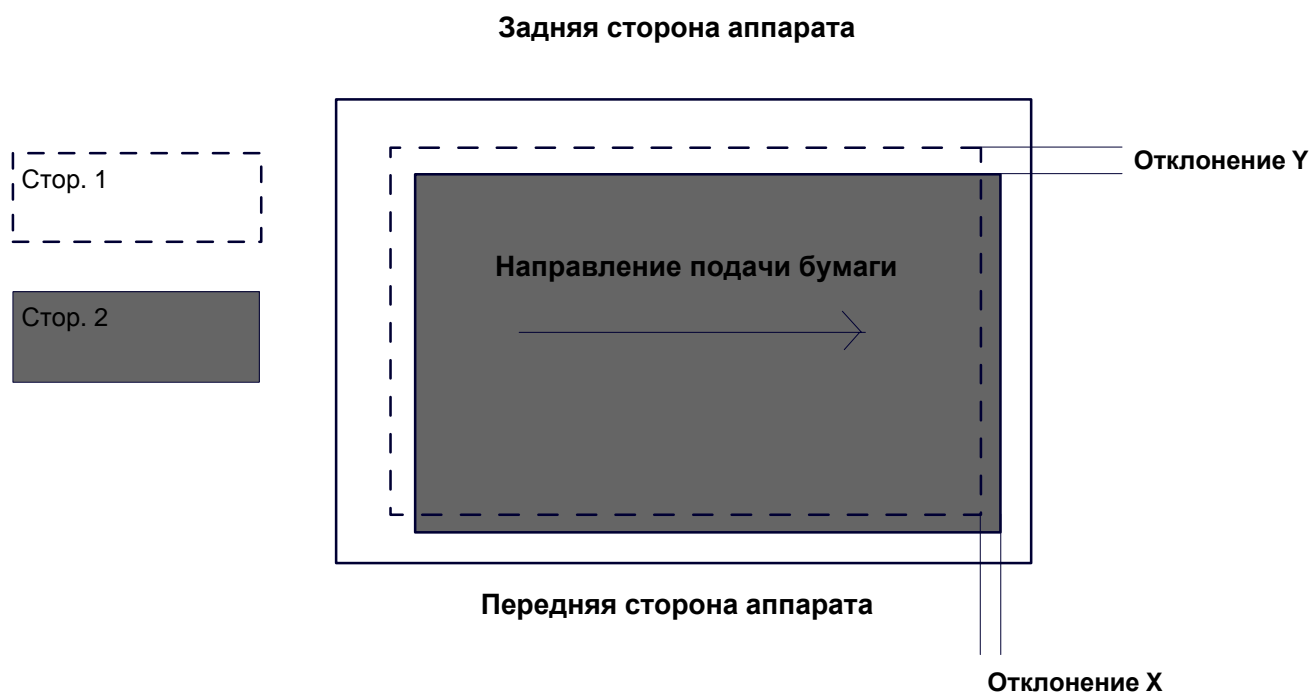 Задняя сторона аппарата
Отклонение Y
Стор. 1
Направление подачи бумаги
Стор. 2
Передняя сторона аппарата
Отклонение X